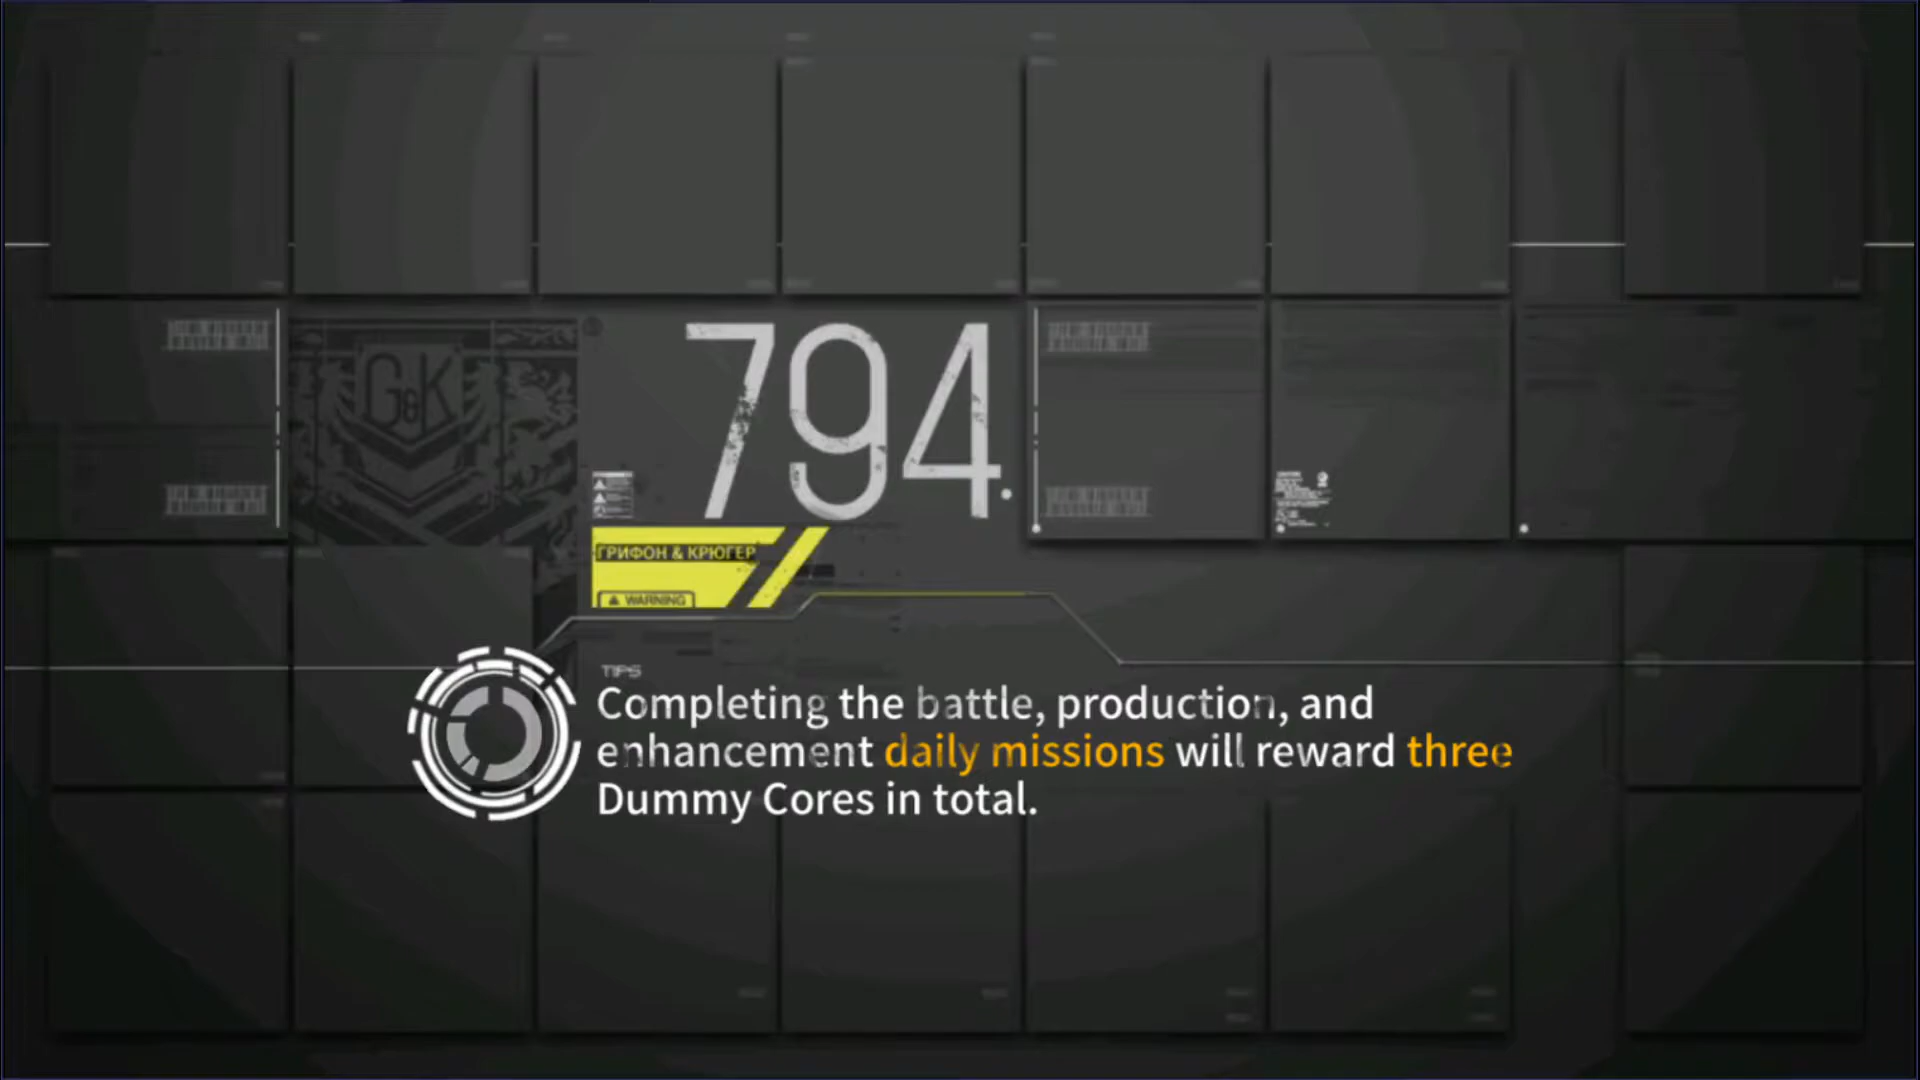 G&K
794.
ГРИФОН & КРЮГЕР
WARNING
TIPS
Completing the battle, production, and
enhancement daily missions will reward three
Dummy Cores in total.